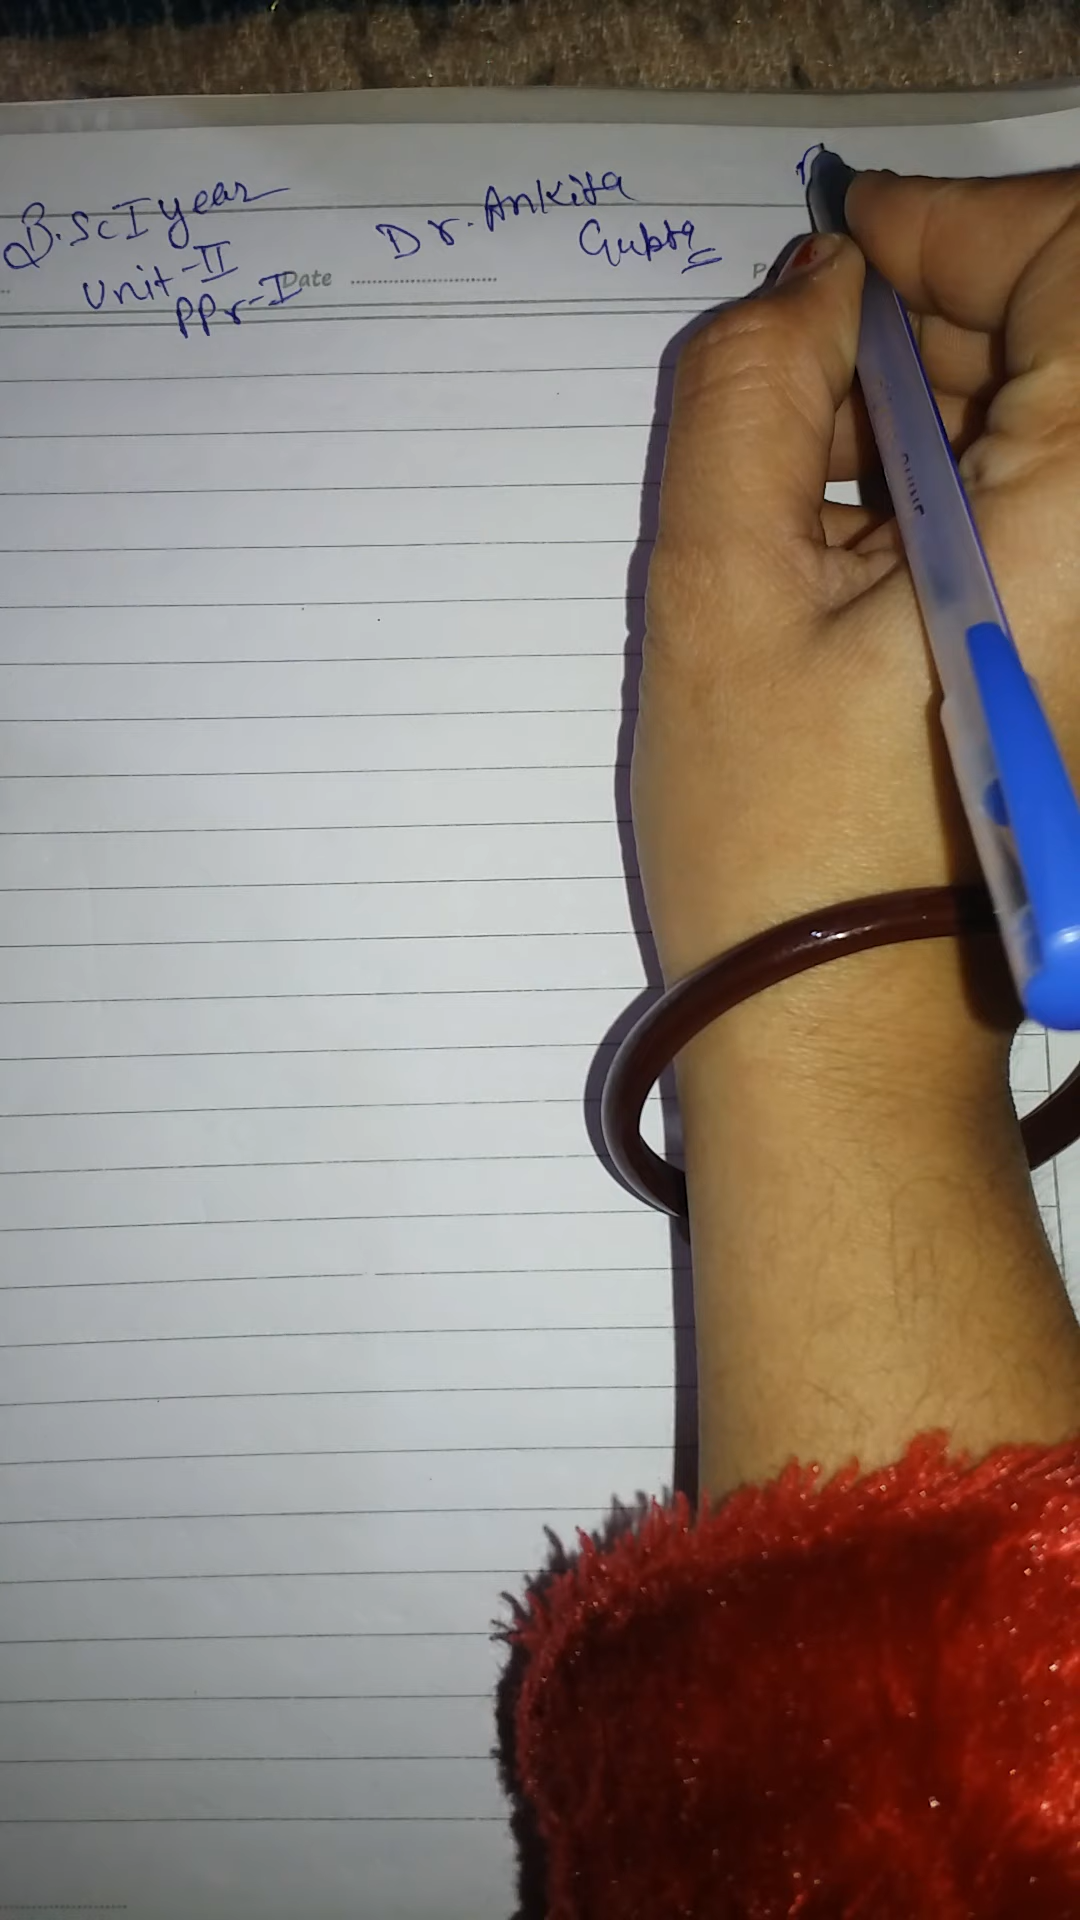 B.Sc I year
Unit-II
PPr-I
Dr. Ankita
Gupta
Date